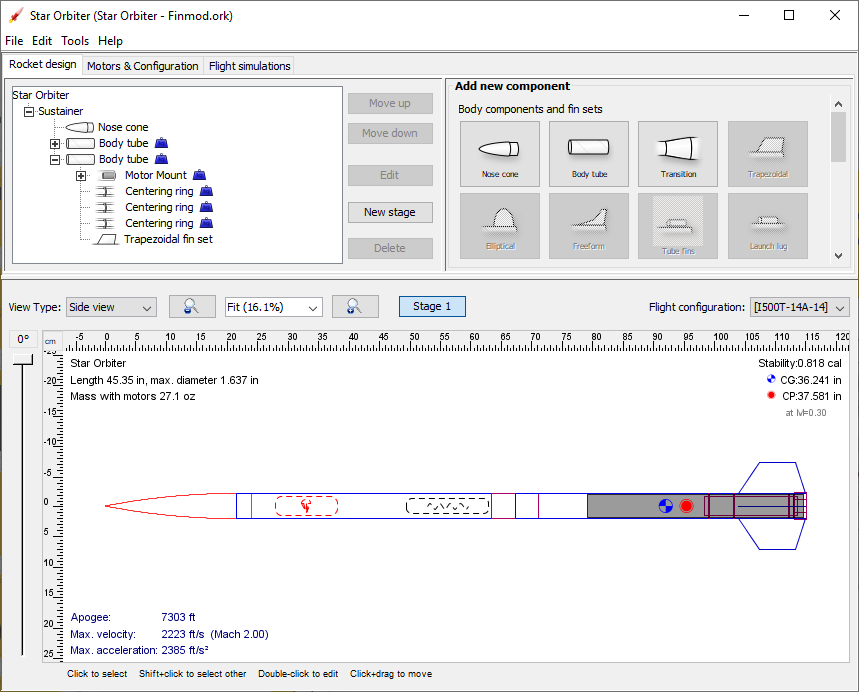 Star Orbiter (Star Orbiter - Finmod.ork)
File Edit Tools Help
Rocket design Motors & Configuration Flight simulations
Star Orbiter
Sustainer
Nose cone
Body tube
Body tube
Motor Mount
Centering ring
Centering ring
Centering ring
Trapezoidal fin set
Move up
Move down
Edit
New stage
Delete
Add new component
Body components and fin sets
Nose cone Body tube Transition Trapezoidal
Elliptical Freeform Tube fins Launch lug
View Type: Side view Fit (16.1%) Stage 1 Flight configuration: [I500T-14A-14]
0°
cm -5 0 5 10 15 20 25 30 35 40 45 50 55 60 65 70 75 80 85 90 95 100 105 110 115 120
-25
-20
-15
-10
-5
0
5
10
15
20
25
Star Orbiter
Length 45.35 in, max. diameter 1.637 in
Mass with motors 27.1 oz
Stability:0.818 cal
CG:36.241 in
CP:37.581 in
at M=0.30
Apogee: 7303 ft
Max. velocity: 2223 ft/s (Mach 2.00)
Max. acceleration: 2385 ft/s²
Click to select Shift+click to select other Double-click to edit Click+drag to move